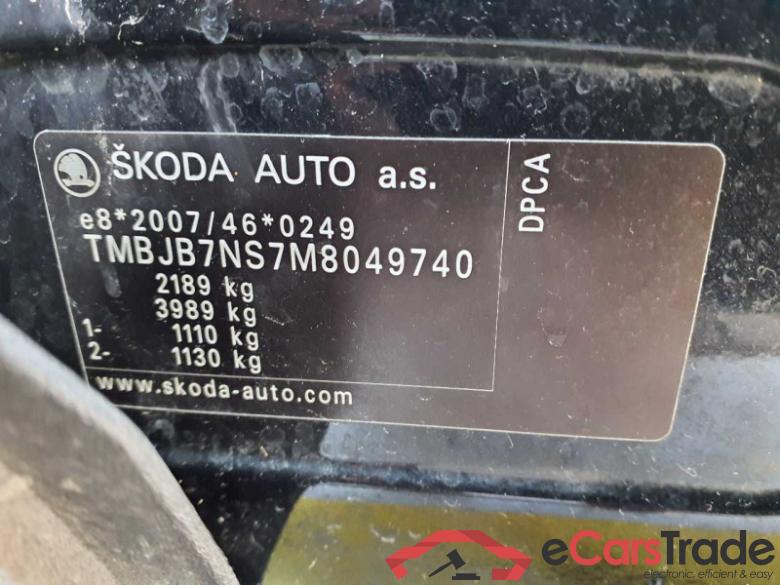 ŠKODA AUTO a.s.
e8*2007/46*0249
TMBJB7NS7M8049740
2189 kg
3989 kg
1- 1110 kg
2- 1130 kg
www.skoda-auto.com
DPCA
eCarsTrade
electronic, efficient & easy